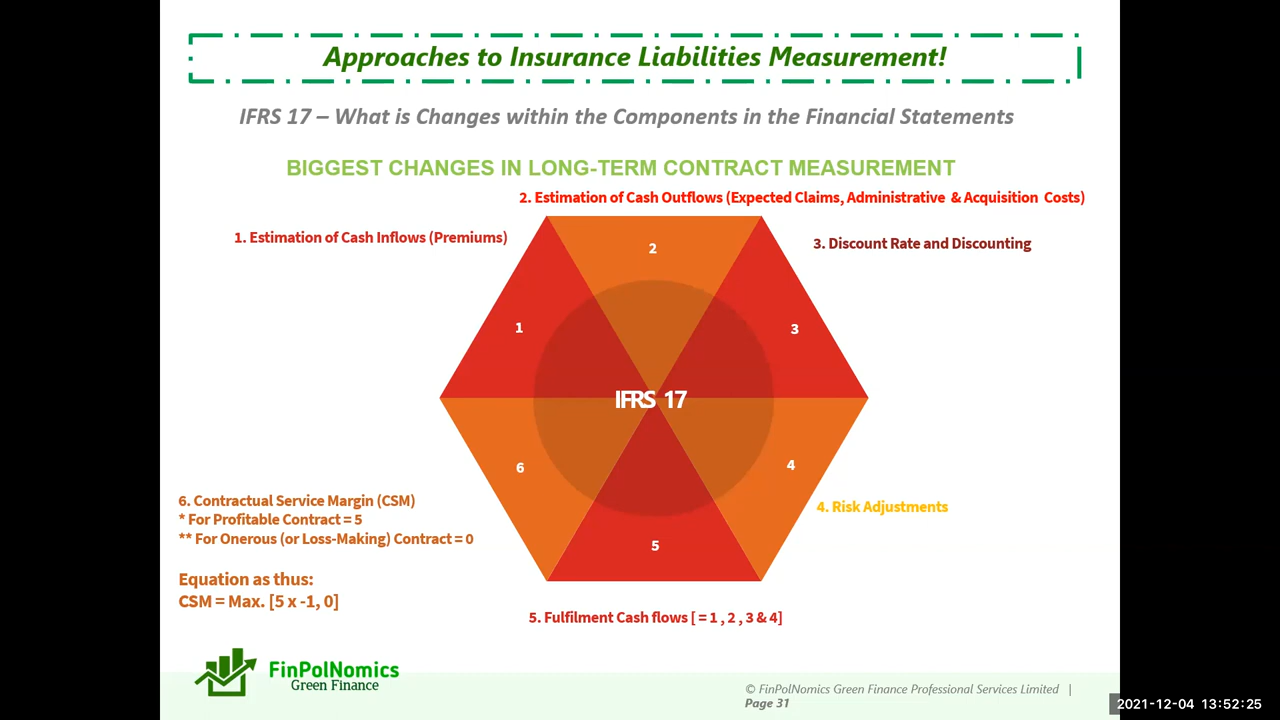 Approaches to Insurance Liabilities Measurement!
IFRS 17 – What is Changes within the Components in the Financial Statements
BIGGEST CHANGES IN LONG-TERM CONTRACT MEASUREMENT
2. Estimation of Cash Outflows (Expected Claims, Administrative & Acquisition Costs)
1. Estimation of Cash Inflows (Premiums)
3. Discount Rate and Discounting
2
1
3
IFRS 17
6
4
5
6. Contractual Service Margin (CSM)
* For Profitable Contract = 5
** For Onerous (or Loss-Making) Contract = 0
4. Risk Adjustments
Equation as thus:
CSM = Max. [5 x -1, 0]
5. Fulfilment Cash flows [ = 1 , 2 , 3 & 4]
FinPolNomics
Green Finance
© FinPolNomics Green Finance Professional Services Limited |
Page 31
2021-12-04 13:52:25